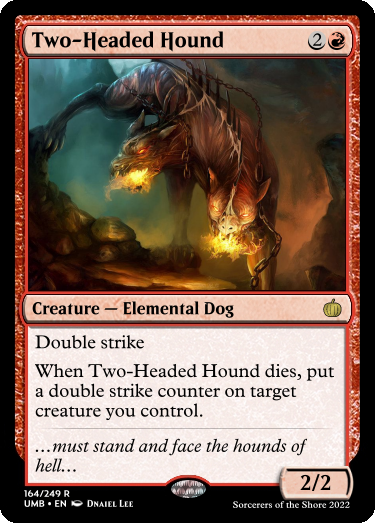 Two-Headed Hound 2
Creature — Elemental Dog
Double strike
When Two-Headed Hound dies, put
a double strike counter on target
creature you control.
...must stand and face the hounds of
hell...
2/2
164/249 R
UMB • EN Dnaiel Lee
Sorcerers of the Shore 2022